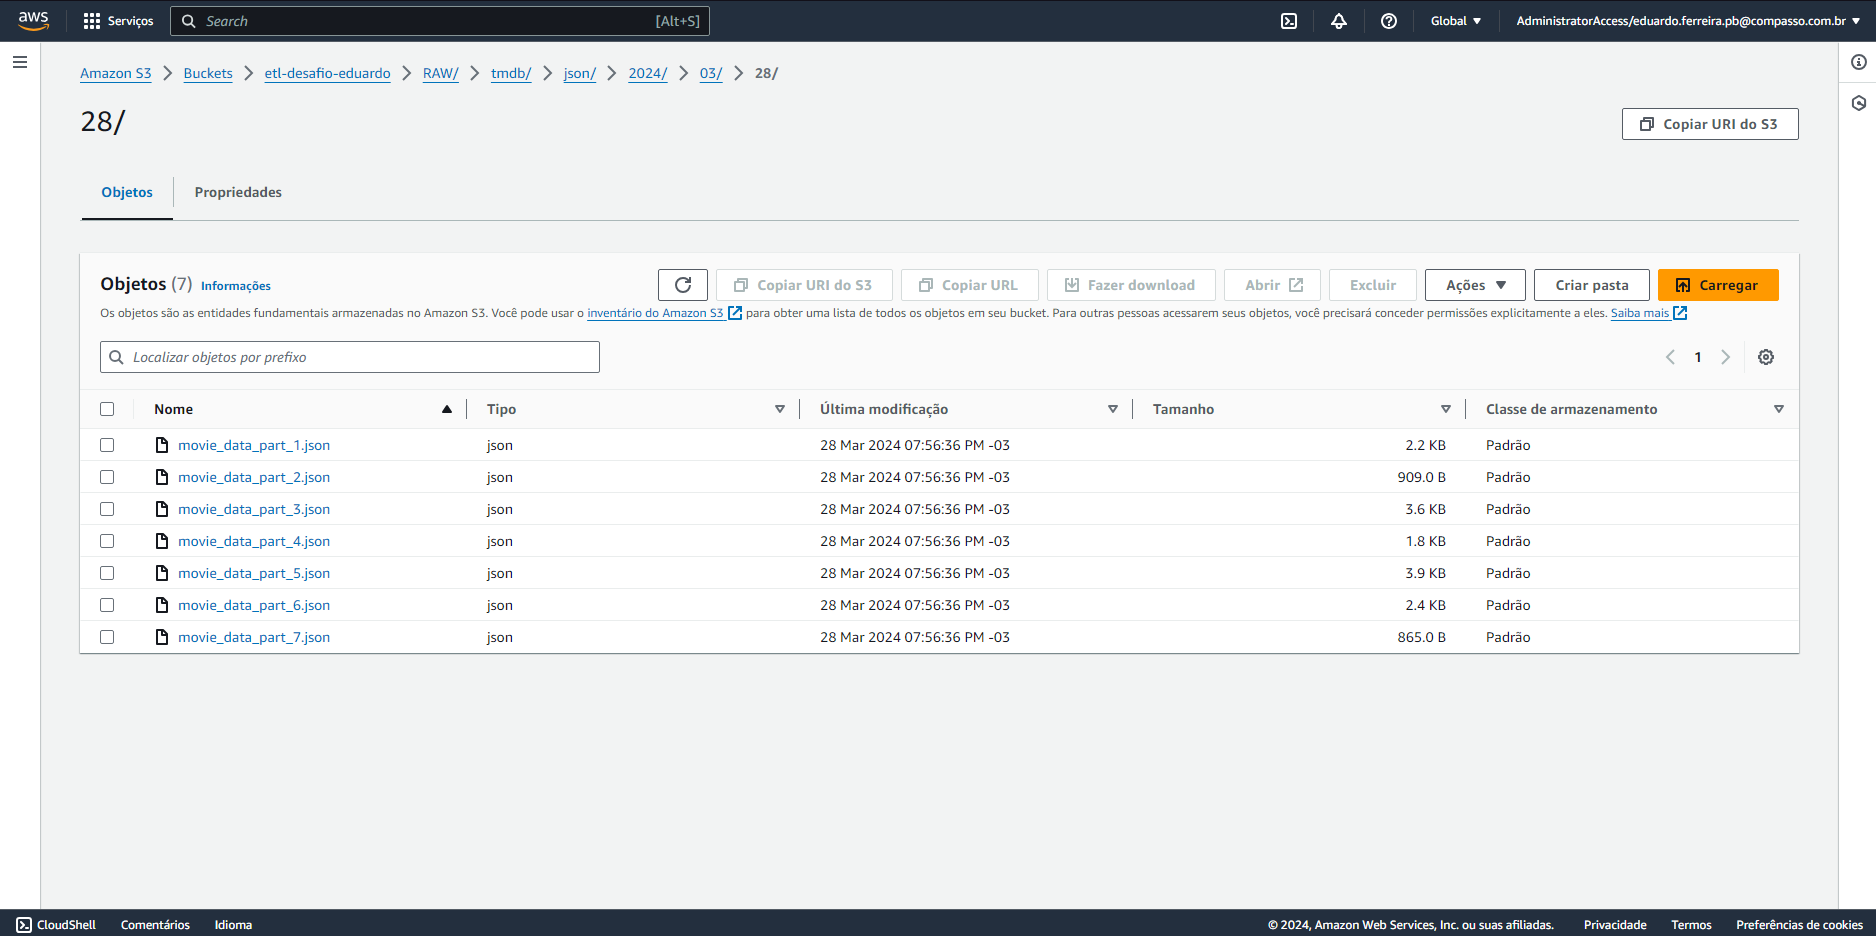 aws Serviços Search [Alt+S] Global AdministratorAccess/eduardo.ferreira.pb@compasso.com.br
Amazon S3 Buckets etl-desafio-eduardo RAW/ tmdb/ json/ 2024/ 03/ 28/
28/
Copiar URI do S3
Objetos Propriedades
Objetos (7) Informações Copiar URI do S3 Copiar URL Fazer download Abrir Excluir Ações Criar pasta Carregar
Os objetos são as entidades fundamentais armazenadas no Amazon S3. Você pode usar o inventário do Amazon S3 para obter uma lista de todos os objetos em seu bucket. Para outras pessoas acessarem seus objetos, você precisará conceder permissões explicitamente a eles. Saiba mais
Localizar objetos por prefixo 1
Nome Tipo Última modificação Tamanho Classe de armazenamento
movie_data_part_1.json json 28 Mar 2024 07:56:36 PM -03 2.2 KB Padrão
movie_data_part_2.json json 28 Mar 2024 07:56:36 PM -03 909.0 B Padrão
movie_data_part_3.json json 28 Mar 2024 07:56:36 PM -03 3.6 KB Padrão
movie_data_part_4.json json 28 Mar 2024 07:56:36 PM -03 1.8 KB Padrão
movie_data_part_5.json json 28 Mar 2024 07:56:36 PM -03 3.9 KB Padrão
movie_data_part_6.json json 28 Mar 2024 07:56:36 PM -03 2.4 KB Padrão
movie_data_part_7.json json 28 Mar 2024 07:56:36 PM -03 865.0 B Padrão
CloudShell Comentários Idioma © 2024, Amazon Web Services, Inc. ou suas afiliadas. Privacidade Termos Preferências de cookies